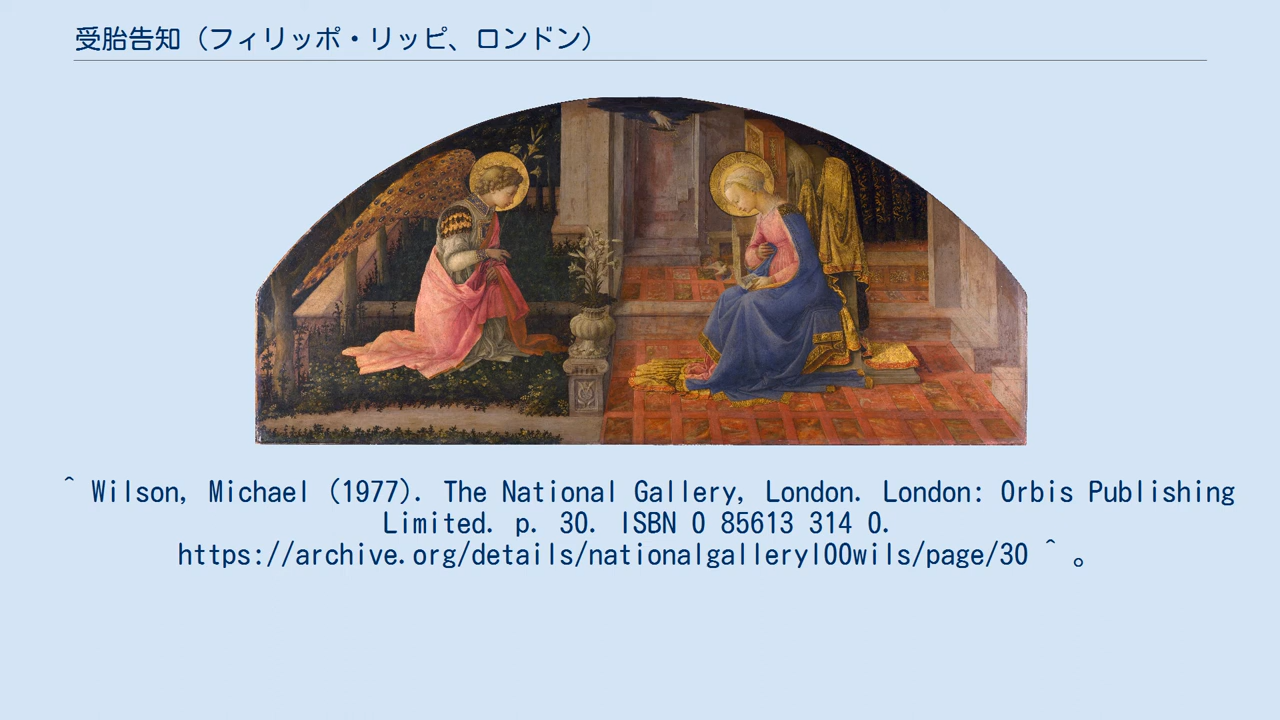 受胎告知（フィリッポ・リッピ、ロンドン）
^ Wilson, Michael (1977). The National Gallery, London. London: Orbis Publishing
Limited. p. 30. ISBN 0 85613 314 0.
https://archive.org/details/nationalgalleryl00wils/page/30 ^ 。